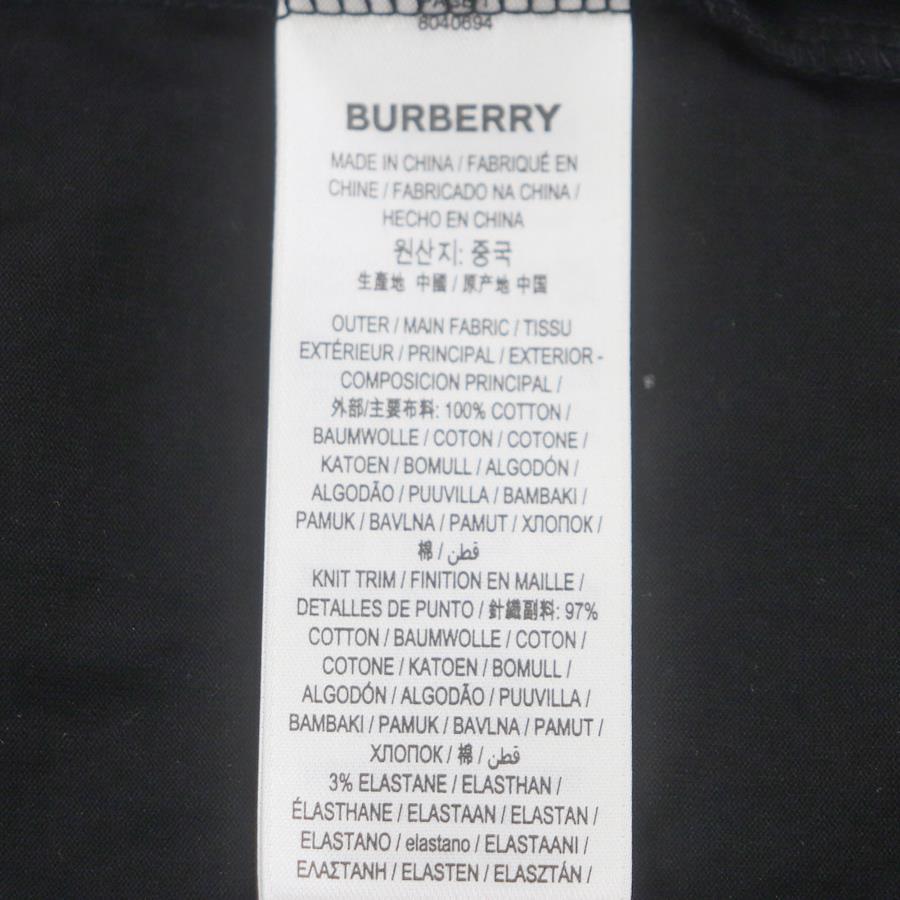 8040694
BURBERRY
MADE IN CHINA / FABRIQUÉ EN
CHINE / FABRICADO NA CHINA /
HECHO EN CHINA
원산지: 중국
生產地 中國 / 原产地 中国
OUTER / MAIN FABRIC / TISSU
EXTÉRIEUR / PRINCIPAL / EXTERIOR -
COMPOSICION PRINCIPAL /
外部/主要布料: 100% COTTON /
BAUMWOLLE / COTON / COTONE /
KATOEN / BOMULL / ALGODÓN /
ALGODÃO / PUUVILLA / BAMBAKI /
PAMUK / BAVLNA / PAMUT / ХЛОПОК /
棉 / قطن
KNIT TRIM / FINITION EN MAILLE /
DETALLES DE PUNTO / 針織副料: 97%
COTTON / BAUMWOLLE / COTON /
COTONE / KATOEN / BOMULL /
ALGODÓN / ALGODÃO / PUUVILLA /
BAMBAKI / PAMUK / BAVLNA / PAMUT /
ХЛОПОК / 棉 / قطن
3% ELASTANE / ELASTHAN /
ÉLASTHANE / ELASTAAN / ELASTAN /
ELASTANO / elastano / ELASTAANI /
ΕΛΑΣΤΑΝΗ / ELASTEN / ELASZTÁN /